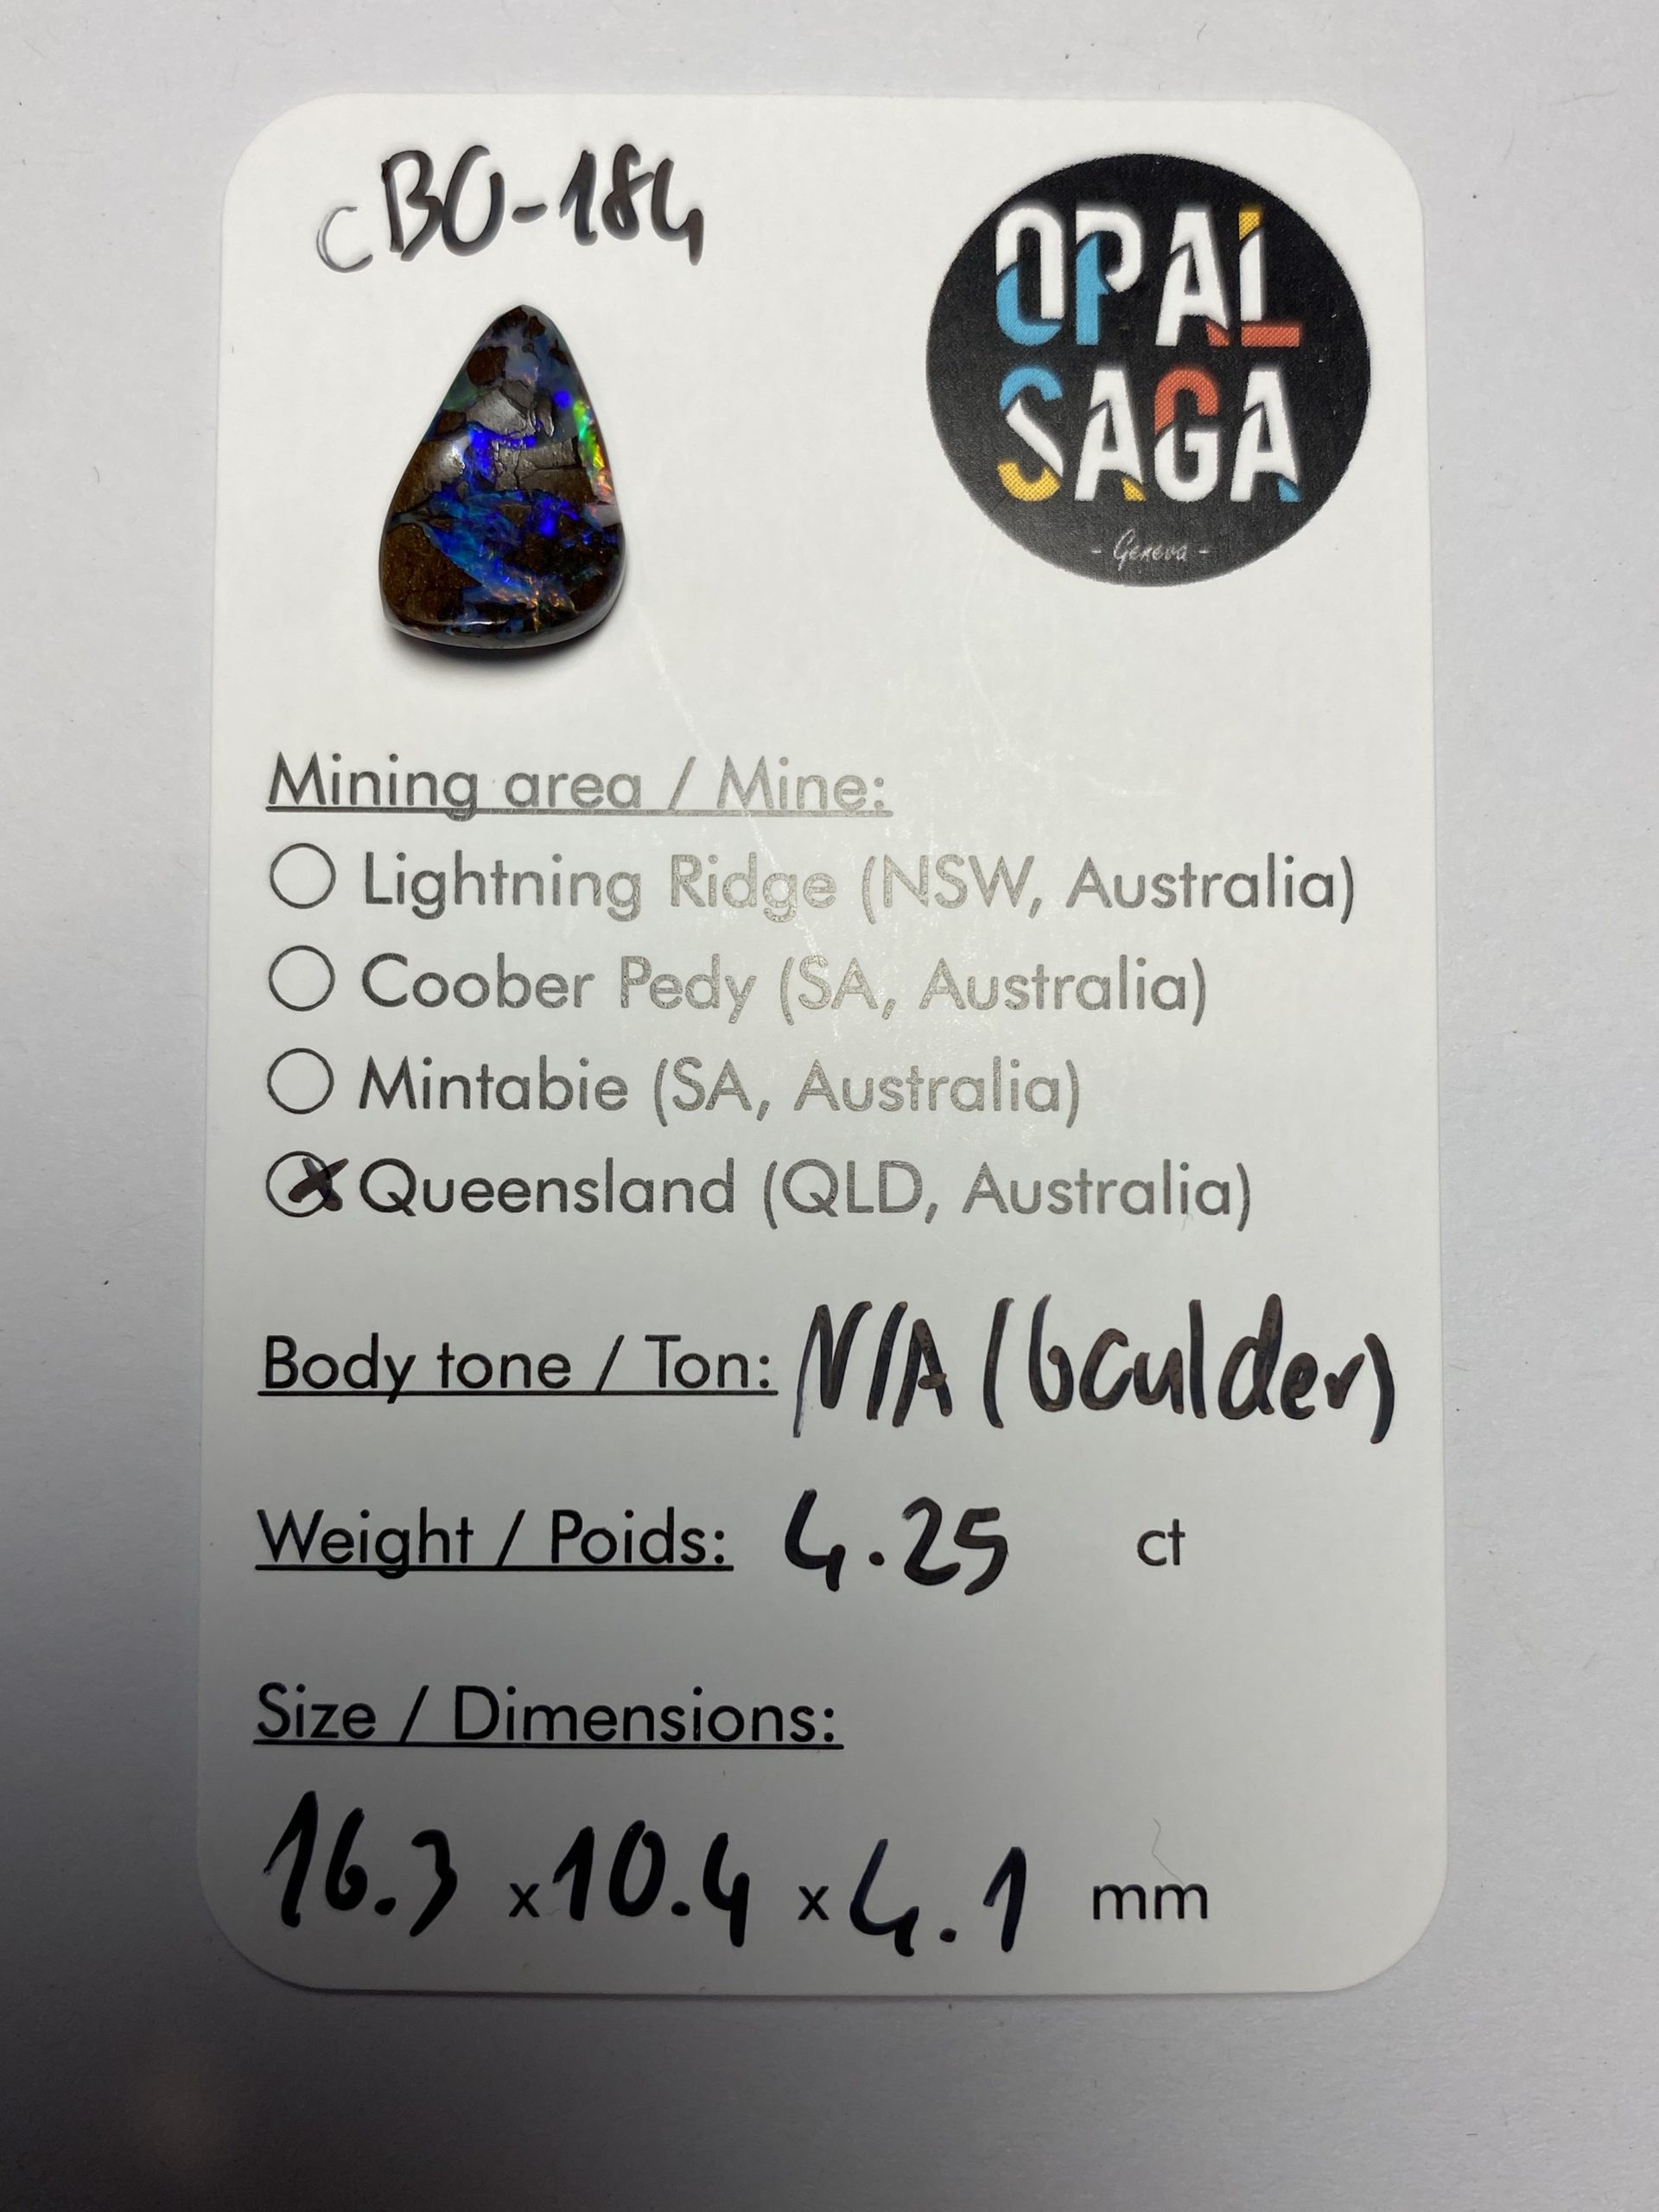 CBO-184
OPAL
SAGA
- Geneva -
Mining area / Mine:
Lightning Ridge (NSW, Australia)
Coober Pedy (SA, Australia)
Mintabie (SA, Australia)
Queensland (QLD, Australia)
Body tone / Ton: N/A (boulder)
Weight / Poids: 4.25 ct
Size / Dimensions:
16.3 x 10.4 x 4.1 mm